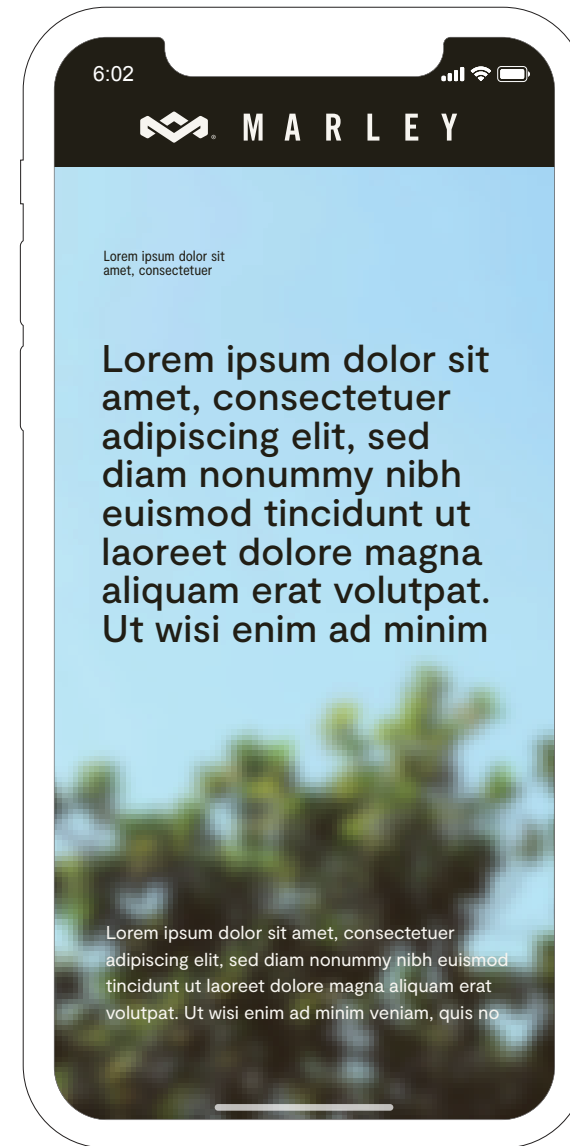 6:02
MARLEY
Lorem ipsum dolor sit
amet, consectetuer
Lorem ipsum dolor sit
amet, consectetuer
adipiscing elit, sed
diam nonummy nibh
euismod tincidunt ut
laoreet dolore magna
aliquam erat volutpat.
Ut wisi enim ad minim
Lorem ipsum dolor sit amet, consectetuer
adipiscing elit, sed diam nonummy nibh euismod
tincidunt ut laoreet dolore magna aliquam erat
volutpat. Ut wisi enim ad minim veniam, quis no